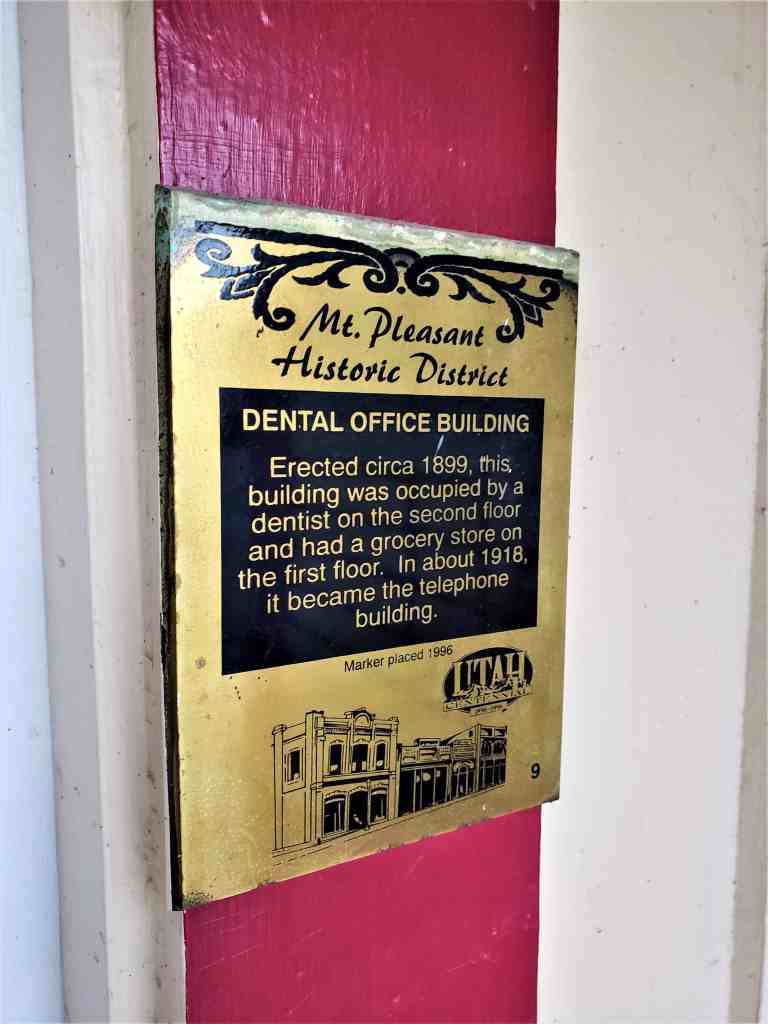 Mt. Pleasant
Historic District
DENTAL OFFICE BUILDING
Erected circa 1899, this
building was occupied by a
dentist on the second floor
and had a grocery store on
the first floor. In about 1918,
it became the telephone
building.
Marker placed 1996
UTAH
CENTENNIAL
9